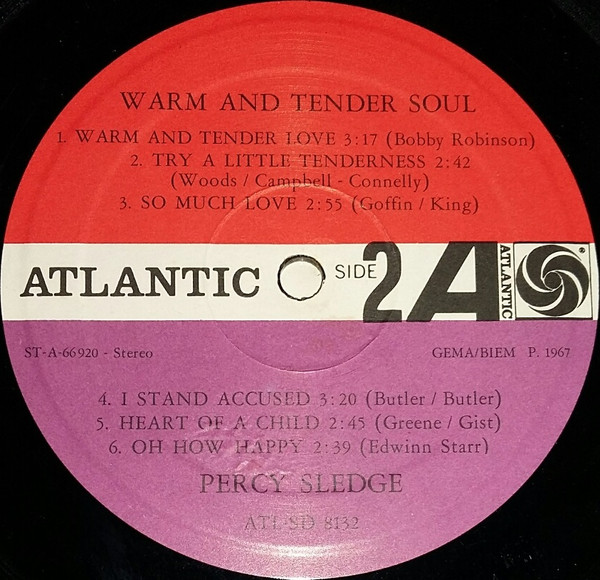 WARM AND TENDER SOUL
1. WARM AND TENDER LOVE 3:17 (Bobby Robinson)
2. TRY A LITTLE TENDERNESS 2:42
(Woods / Campbell - Connelly)
3. SO MUCH LOVE 2:55 (Goffin / King)
ATLANTIC SIDE 2 A ATLANTIC ®
ST-A-66920 - Stereo GEMA/BIEM P. 1967
4. I STAND ACCUSED 3:20 (Butler / Butler)
5. HEART OF A CHILD 2:45 (Greene / Gist)
6. OH HOW HAPPY 2:39 (Edwinn Starr)
PERCY SLEDGE
ATL-SD 8132